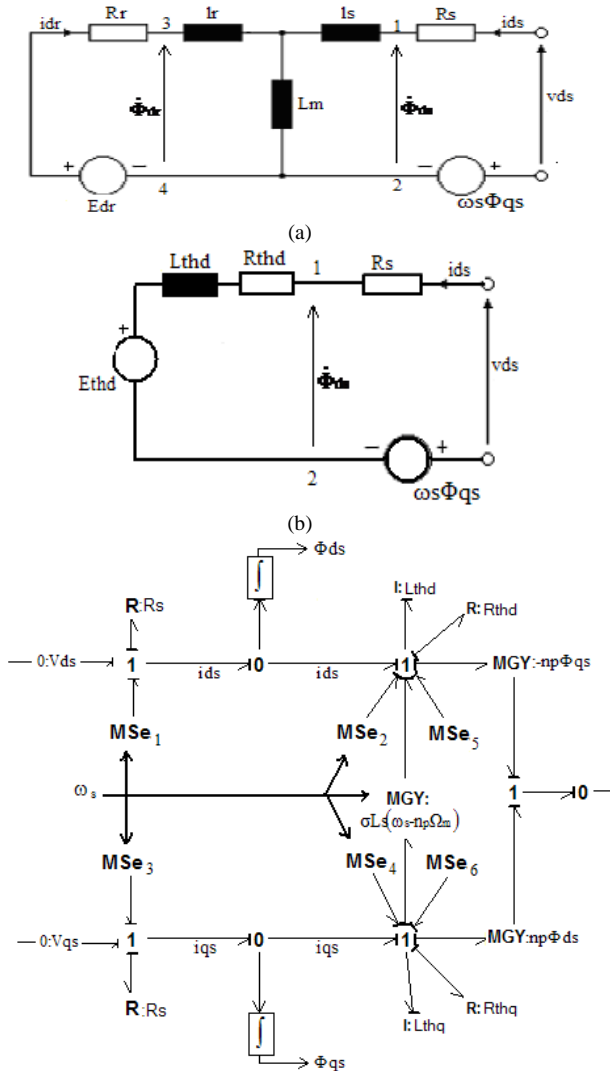 idr Rr 3 lr ls 1 Rs ids
Φ̇dr Lm Φ̇ds vds
+ − − +
Edr 4 2 ωsΦqs
(a)
Lthd Rthd 1 Rs ids
+
Ethd Φ̇ds vds
2 − +
ωsΦqs
(b)
∫ Φds
R:Rs I:Lthd R:Rthd
0:Vds 1 ids 0 ids 1 MGY:-npΦqs
MSe1 MSe2 MSe5
ωs MGY: 1 0
σLs(ωs-npΩm)
MSe3 MSe4 MSe6
0:Vqs 1 iqs 0 iqs 1 MGY:npΦds
R:Rs I:Lthq R:Rthq
∫ Φqs